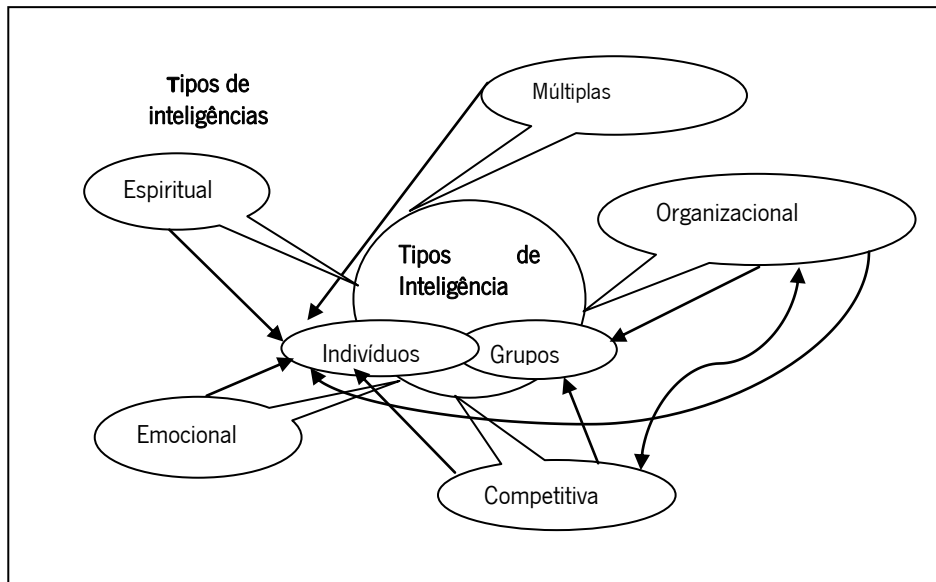 Tipos de
inteligências
Múltiplas
Espiritual
Organizacional
Tipos de
Inteligência
Indivíduos
Grupos
Emocional
Competitiva